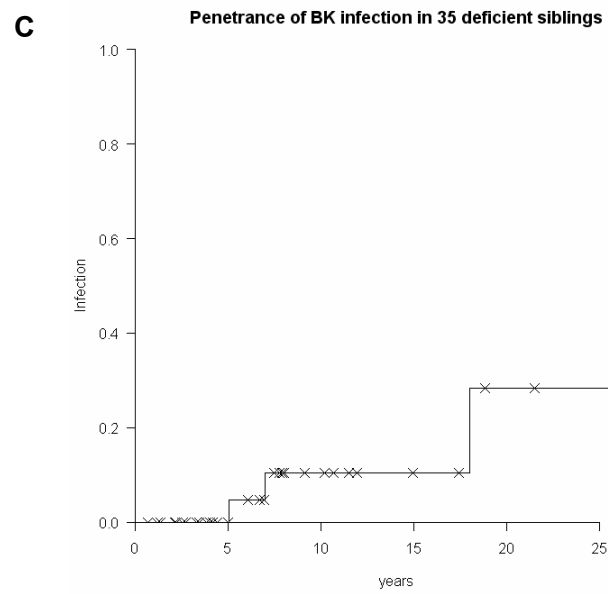 C
Penetrance of BK infection in 35 deficient siblings
1.0
0.8
0.6
0.4
0.2
0.0
Infection
0 5 10 15 20 25
years